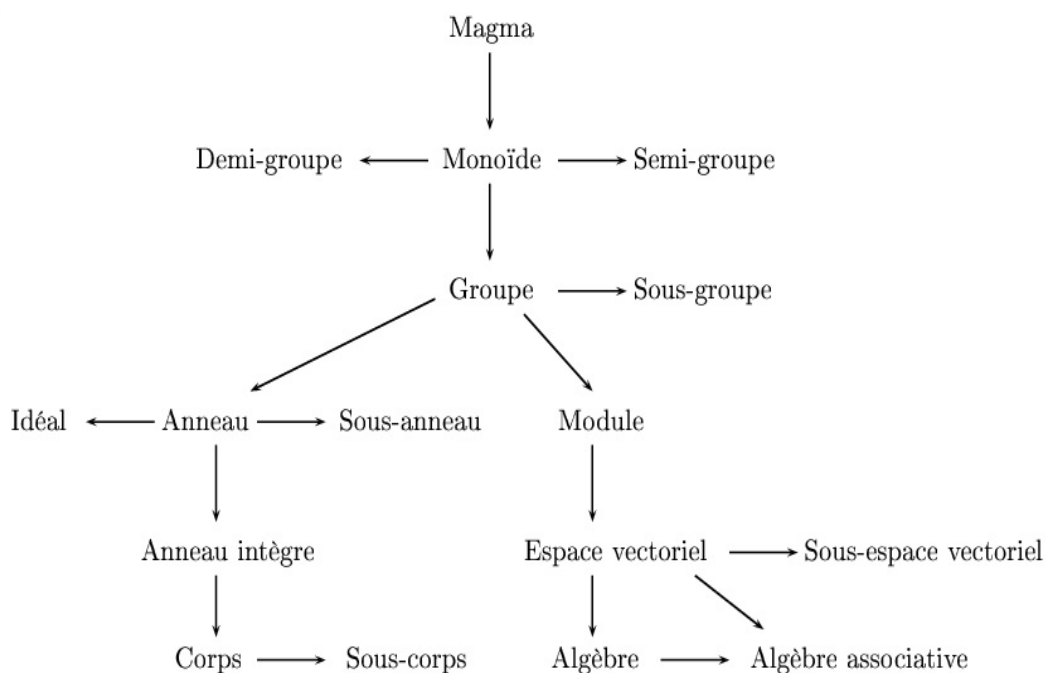 Magma
Demi-groupe Monoïde Semi-groupe
Groupe Sous-groupe
Idéal Anneau Sous-anneau Module
Anneau intègre Espace vectoriel Sous-espace vectoriel
Corps Sous-corps Algèbre Algèbre associative